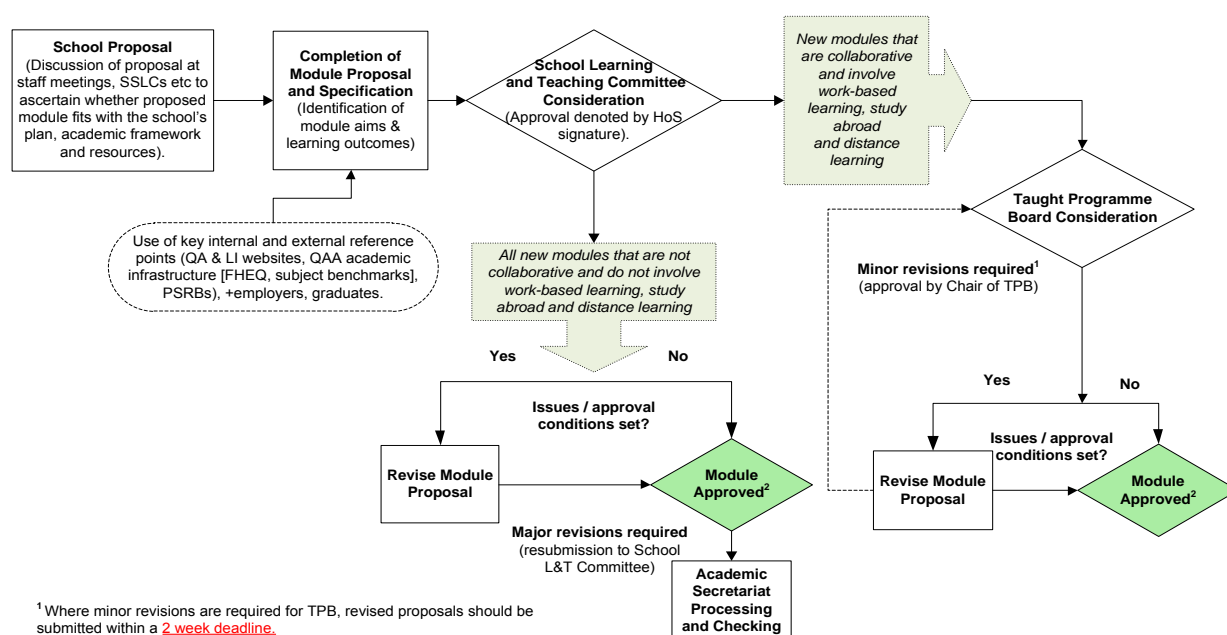 School Proposal
(Discussion of proposal at
staff meetings, SSLCs etc to
ascertain whether proposed
module fits with the school's
plan, academic framework
and resources).
Completion of
Module Proposal
and Specification
(Identification of
module aims &
learning outcomes)
School Learning
and Teaching Committee
Consideration
(Approval denoted by HoS
signature).
New modules that
are collaborative
and involve
work-based
learning, study
abroad
and distance
learning
Taught Programme
Board Consideration
Use of key internal and external reference
points (QA & LI websites, QAA academic
infrastructure [FHEQ, subject benchmarks],
PSRBs), +employers, graduates.
All new modules that are not
collaborative and do not involve
work-based learning, study
abroad and distance learning
Minor revisions required¹
(approval by Chair of TPB)
Yes
No
Issues / approval
conditions set?
Revise Module
Proposal
Module
Approved²
Major revisions required
(resubmission to School
L&T Committee)
Academic
Secretariat
Processing
and Checking
Yes
No
Issues / approval
conditions set?
Revise Module
Proposal
Module
Approved²
¹ Where minor revisions are required for TPB, revised proposals should be
submitted within a 2 week deadline.